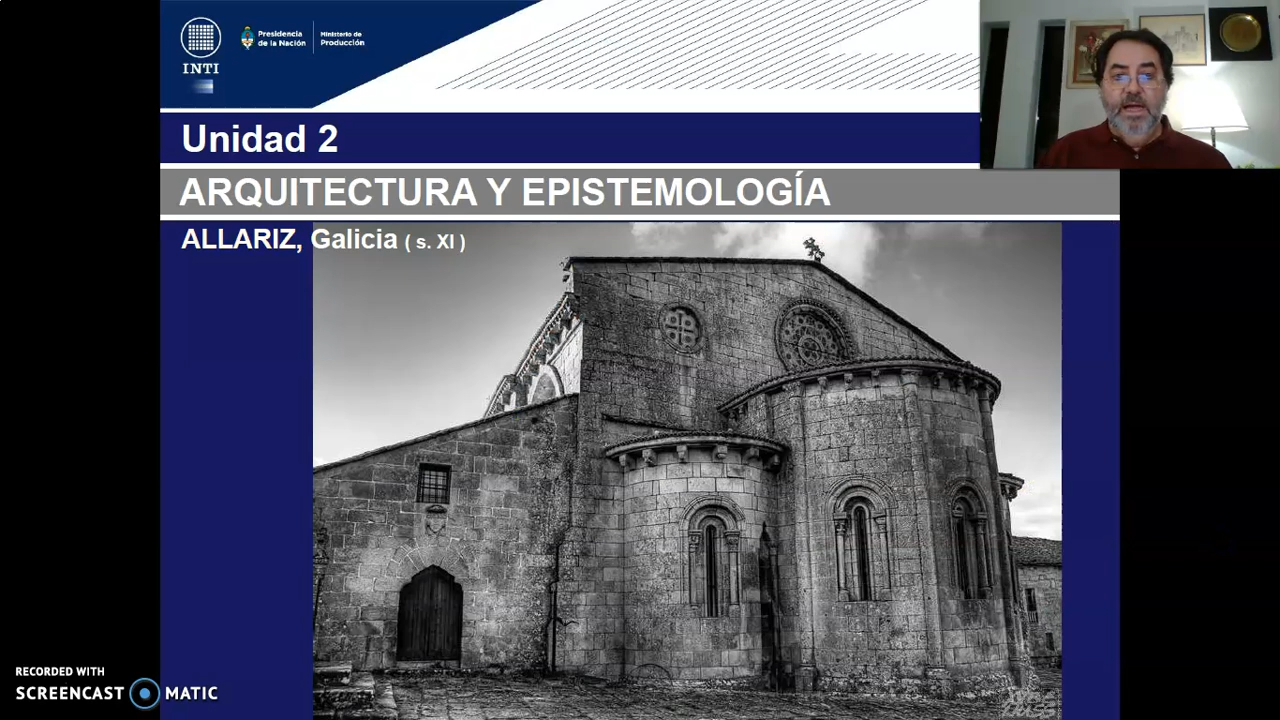 INTI
Presidencia
de la Nación
Ministerio de
Producción
Unidad 2
ARQUITECTURA Y EPISTEMOLOGÍA
ALLARIZ, Galicia ( s. XI )
RECORDED WITH
SCREENCAST MATIC